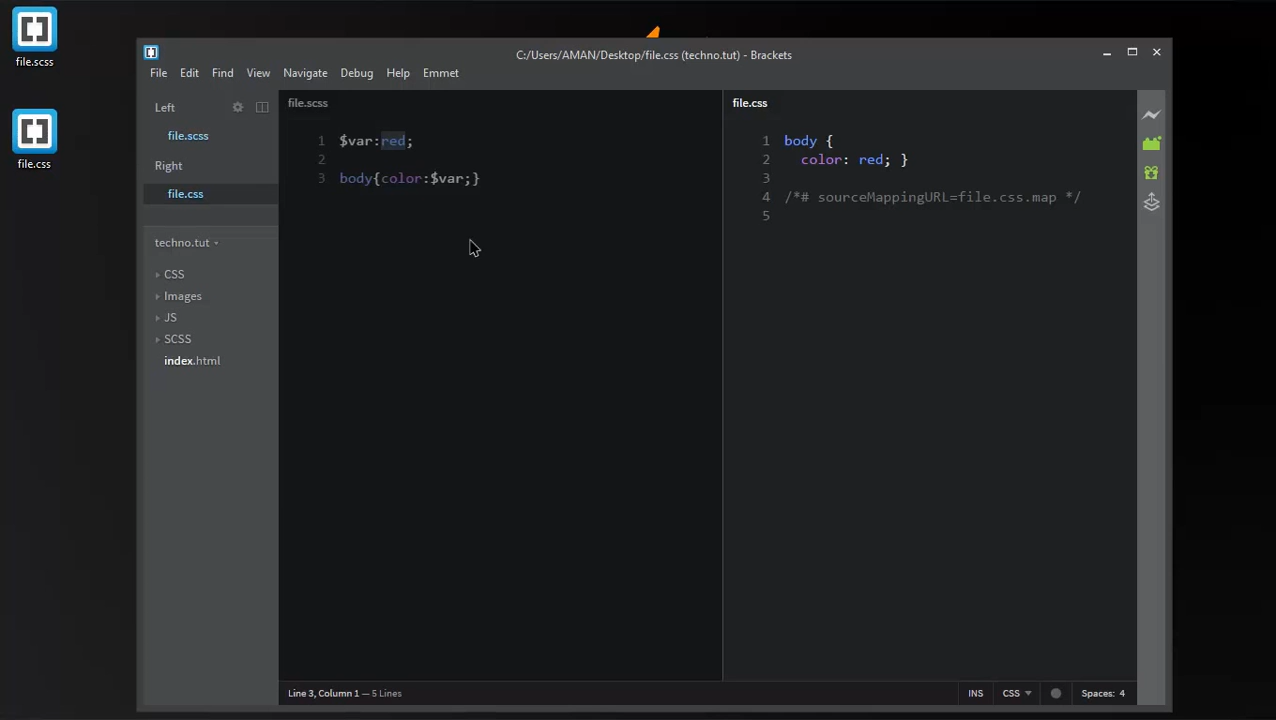 file.scss
file.css
C:/Users/AMAN/Desktop/file.css (techno.tut) - Brackets
File Edit Find View Navigate Debug Help Emmet
Left
file.scss
Right
file.css
techno.tut
CSS
Images
JS
SCSS
index.html
file.scss
1 $var:red;
2
3 body{color:$var;}
file.css
1 body {
2 color: red; }
3
4 /*# sourceMappingURL=file.css.map */
5
Line 3, Column 1 — 5 Lines
INS CSS Spaces: 4